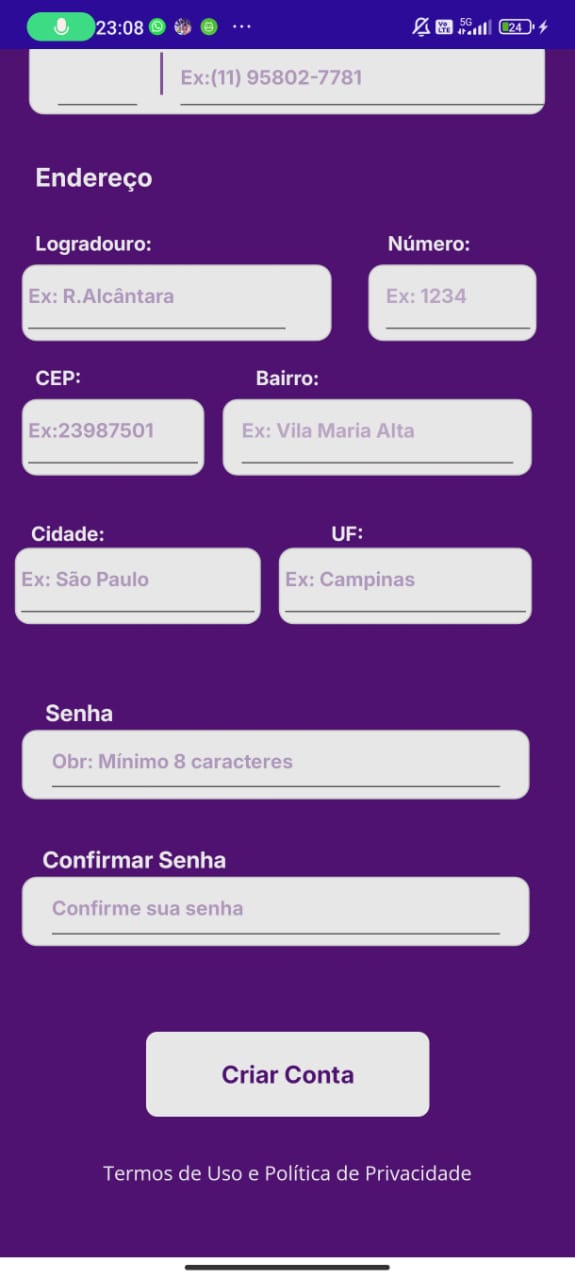 23:08
5G
24
Ex:(11) 95802-7781
Endereço
Logradouro:
Número:
Ex: R.Alcântara
Ex: 1234
CEP:
Bairro:
Ex:23987501
Ex: Vila Maria Alta
Cidade:
UF:
Ex: São Paulo
Ex: Campinas
Senha
Obr: Mínimo 8 caracteres
Confirmar Senha
Confirme sua senha
Criar Conta
Termos de Uso e Política de Privacidade